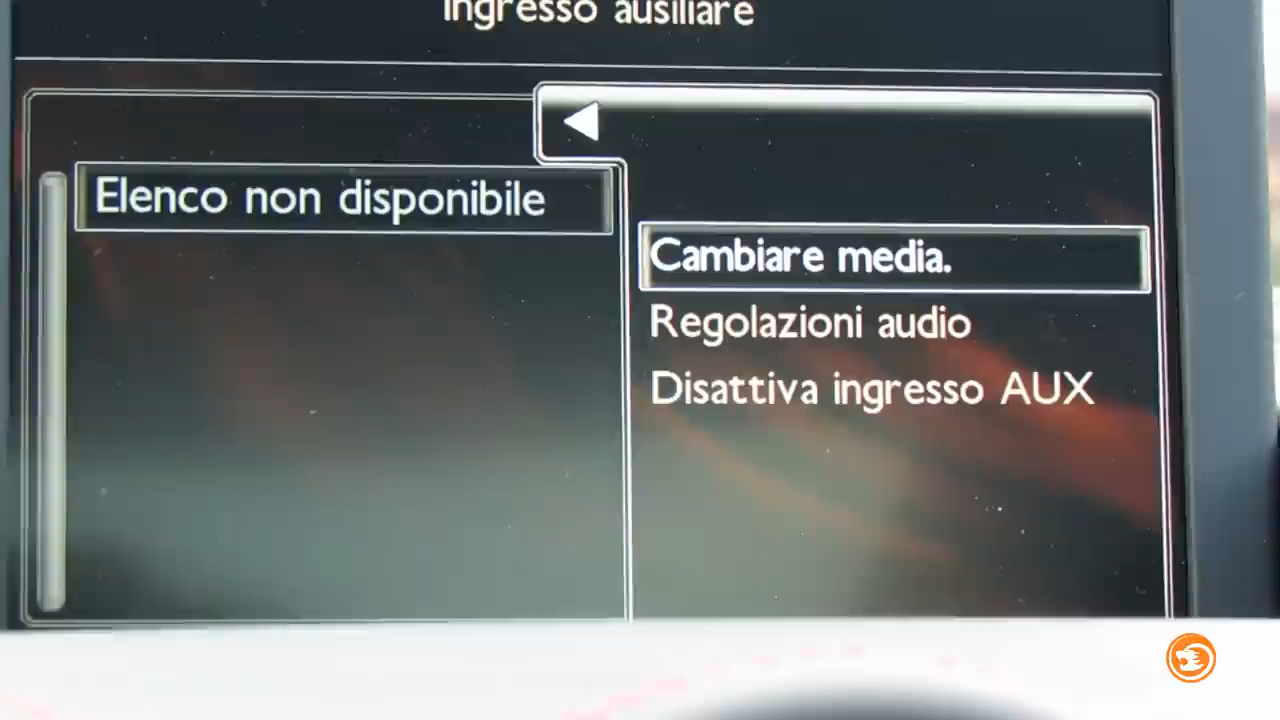 Ingresso ausiliare
Elenco non disponibile
Cambiare media.
Regolazioni audio
Disattiva ingresso AUX